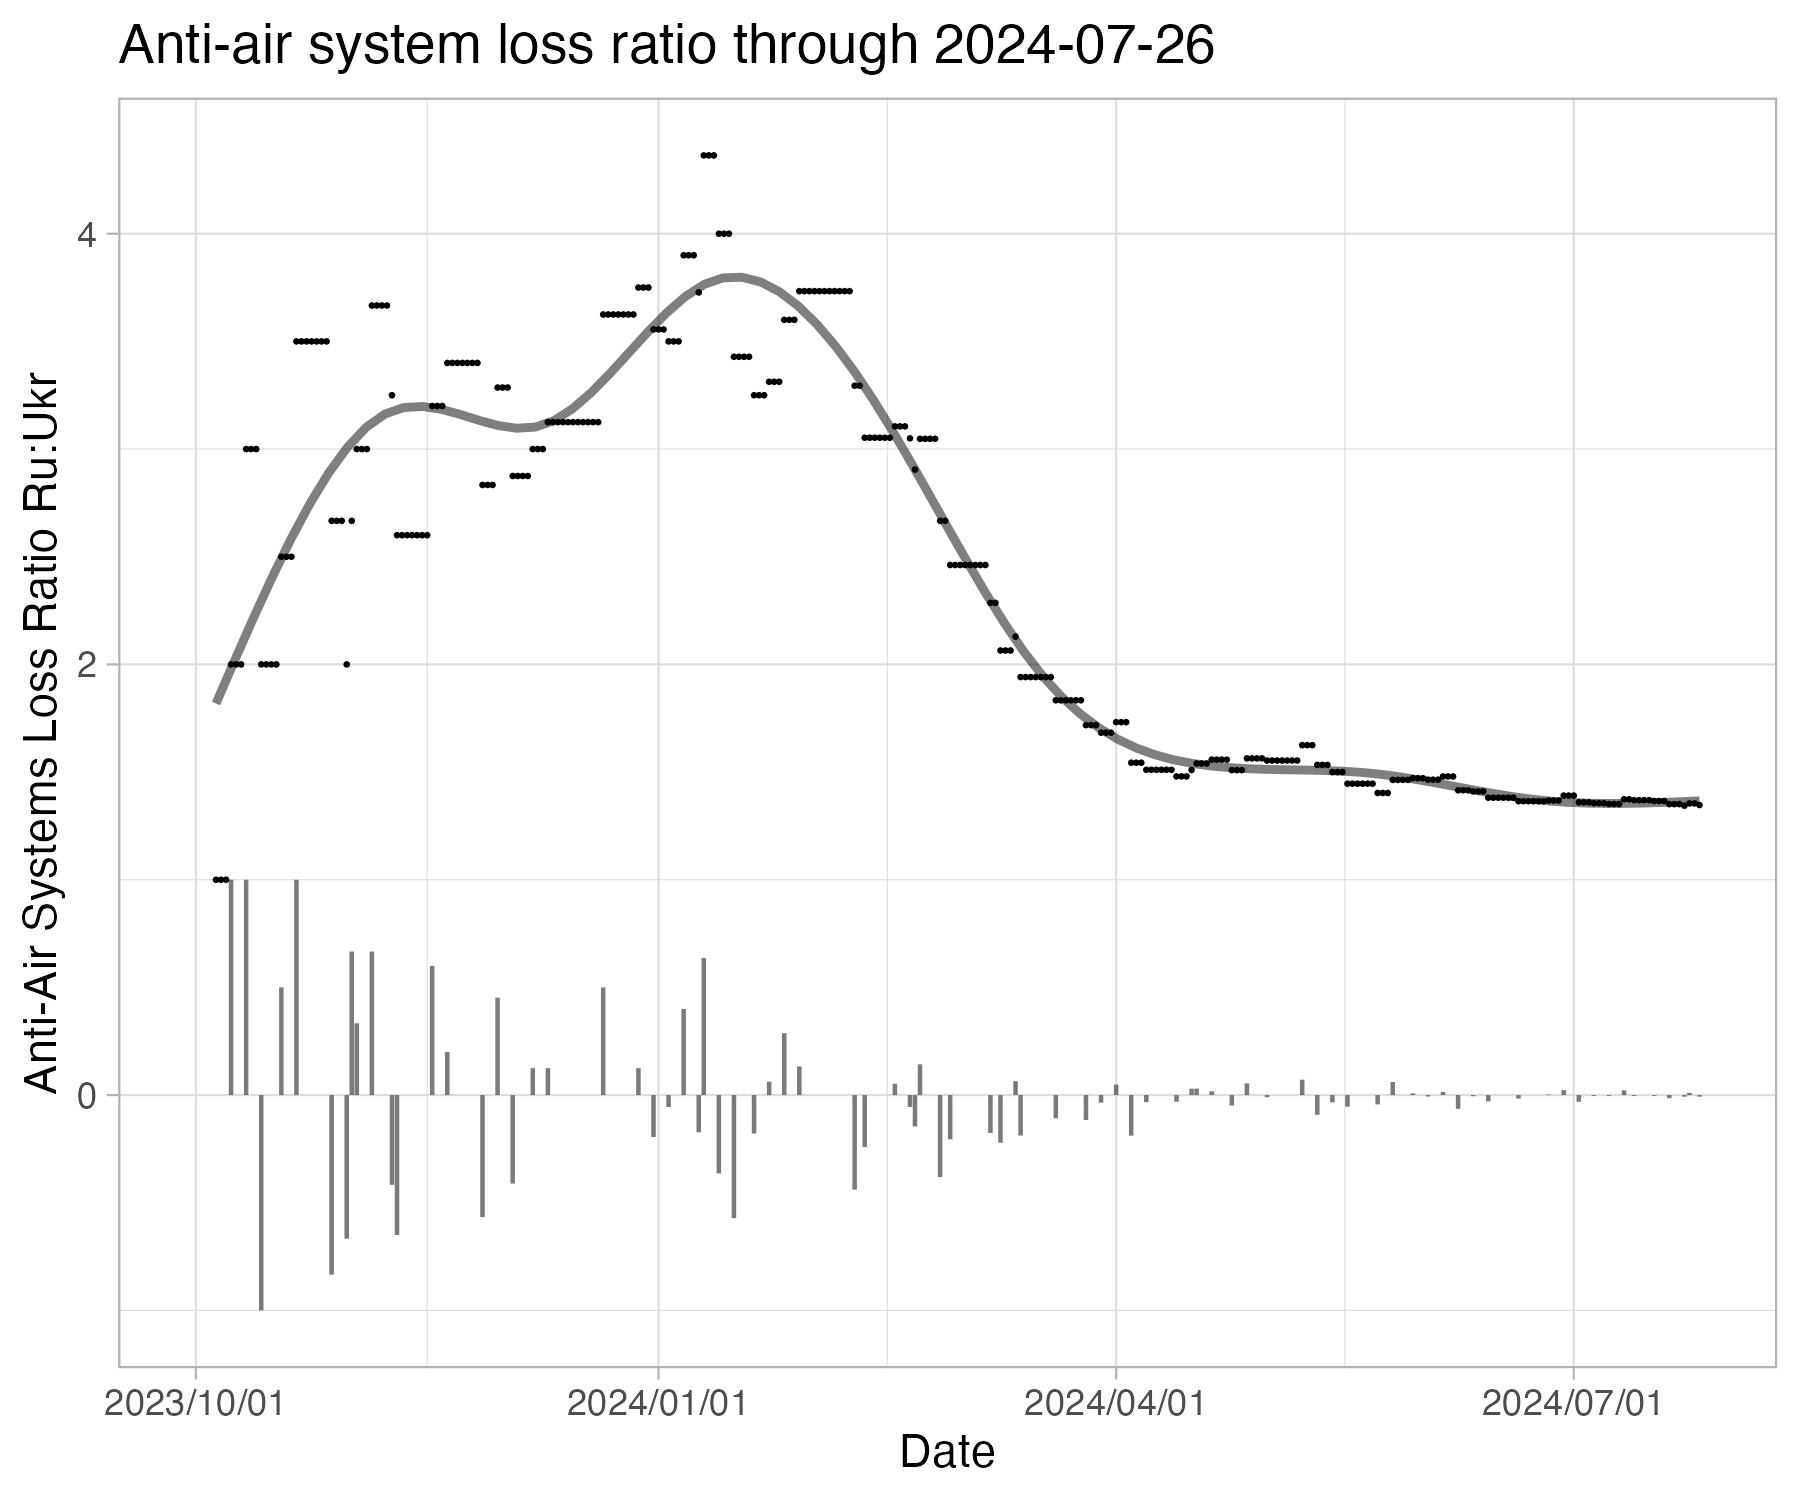 Anti-air system loss ratio through 2024-07-26
Anti-Air Systems Loss Ratio Ru:Ukr
4
2
0
2023/10/01
2024/01/01
2024/04/01
2024/07/01
Date